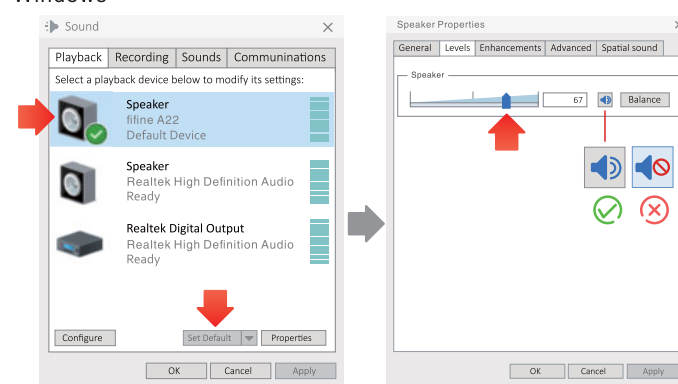 Windows
Sound
Playback Recording Sounds Communinations
Select a playback device below to modify its settings:
Speaker
fifine A22
Default Device
Speaker
Realtek High Definition Audio
Ready
Realtek Digital Output
Realtek High Definition Audio
Ready
Configure Set Default Properties
OK Cancel Apply
Speaker Properties
General Levels Enhancements Advanced Spatial sound
Speaker
67 Balance
OK Cancel Apply